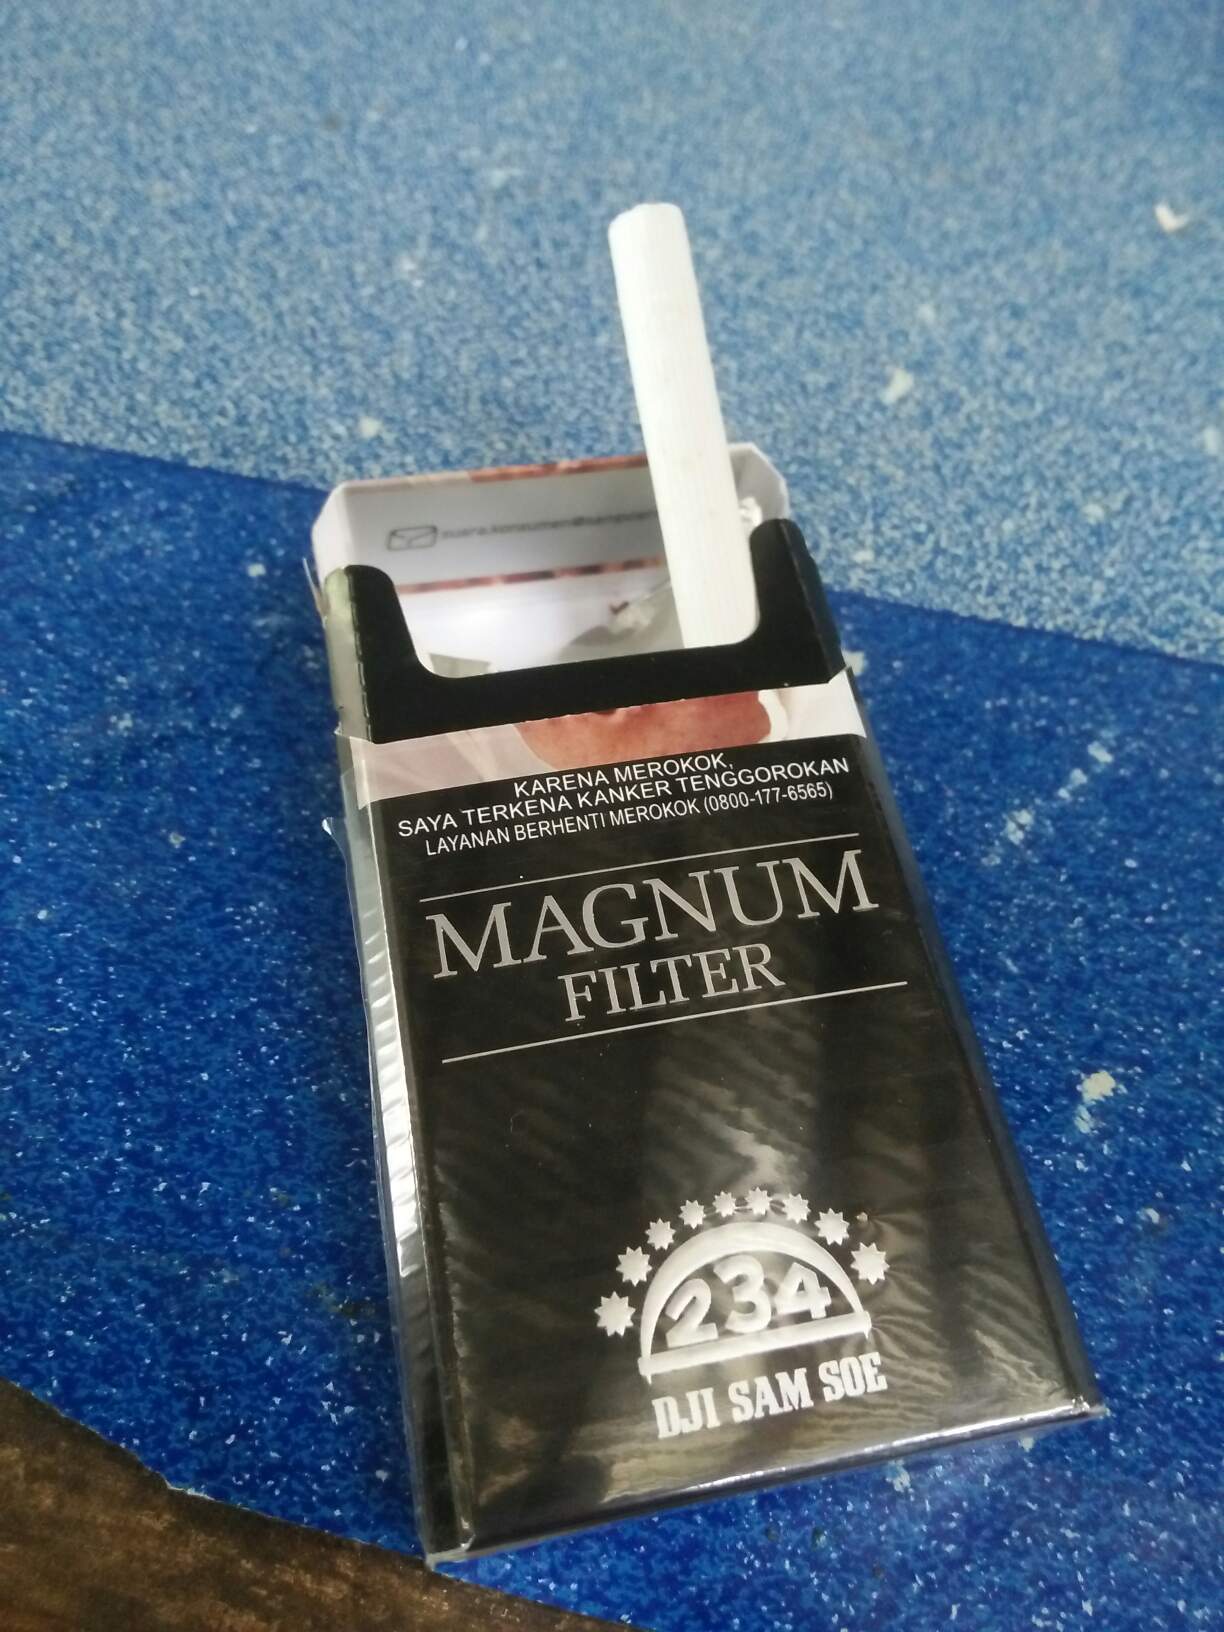 KARENA MEROKOK,
SAYA TERKENA KANKER TENGGOROKAN
LAYANAN BERHENTI MEROKOK (0800-177-6565)
MAGNUM
FILTER
234
DJI SAM SOE